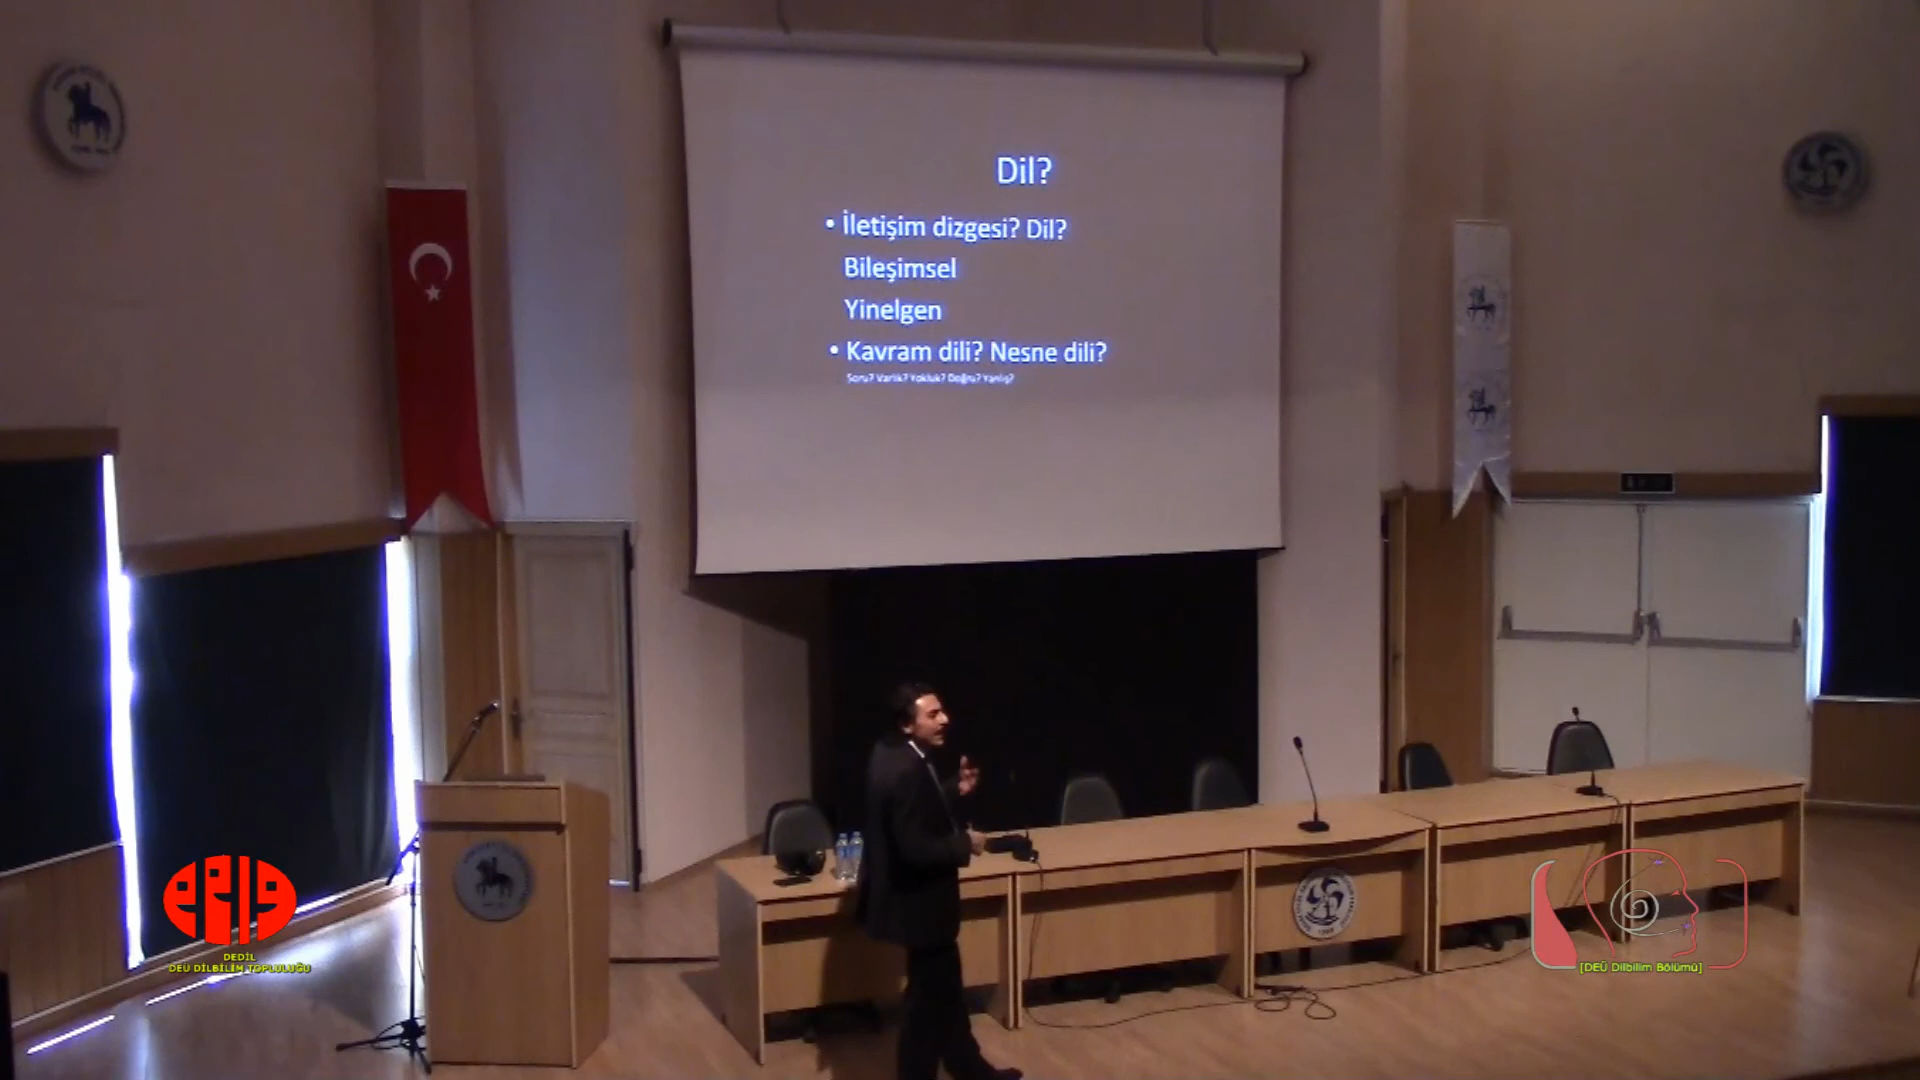 Dil?
• İletişim dizgesi? Dil?
Bileşimsel
Yinelgen
• Kavram dili? Nesne dili?
Soru? Varlık? Yokluk? Doğru? Yanlış?
DEDİL
DEÜ DİLBİLİM TOPLULUĞU
[DEÜ Dilbilim Bölümü]